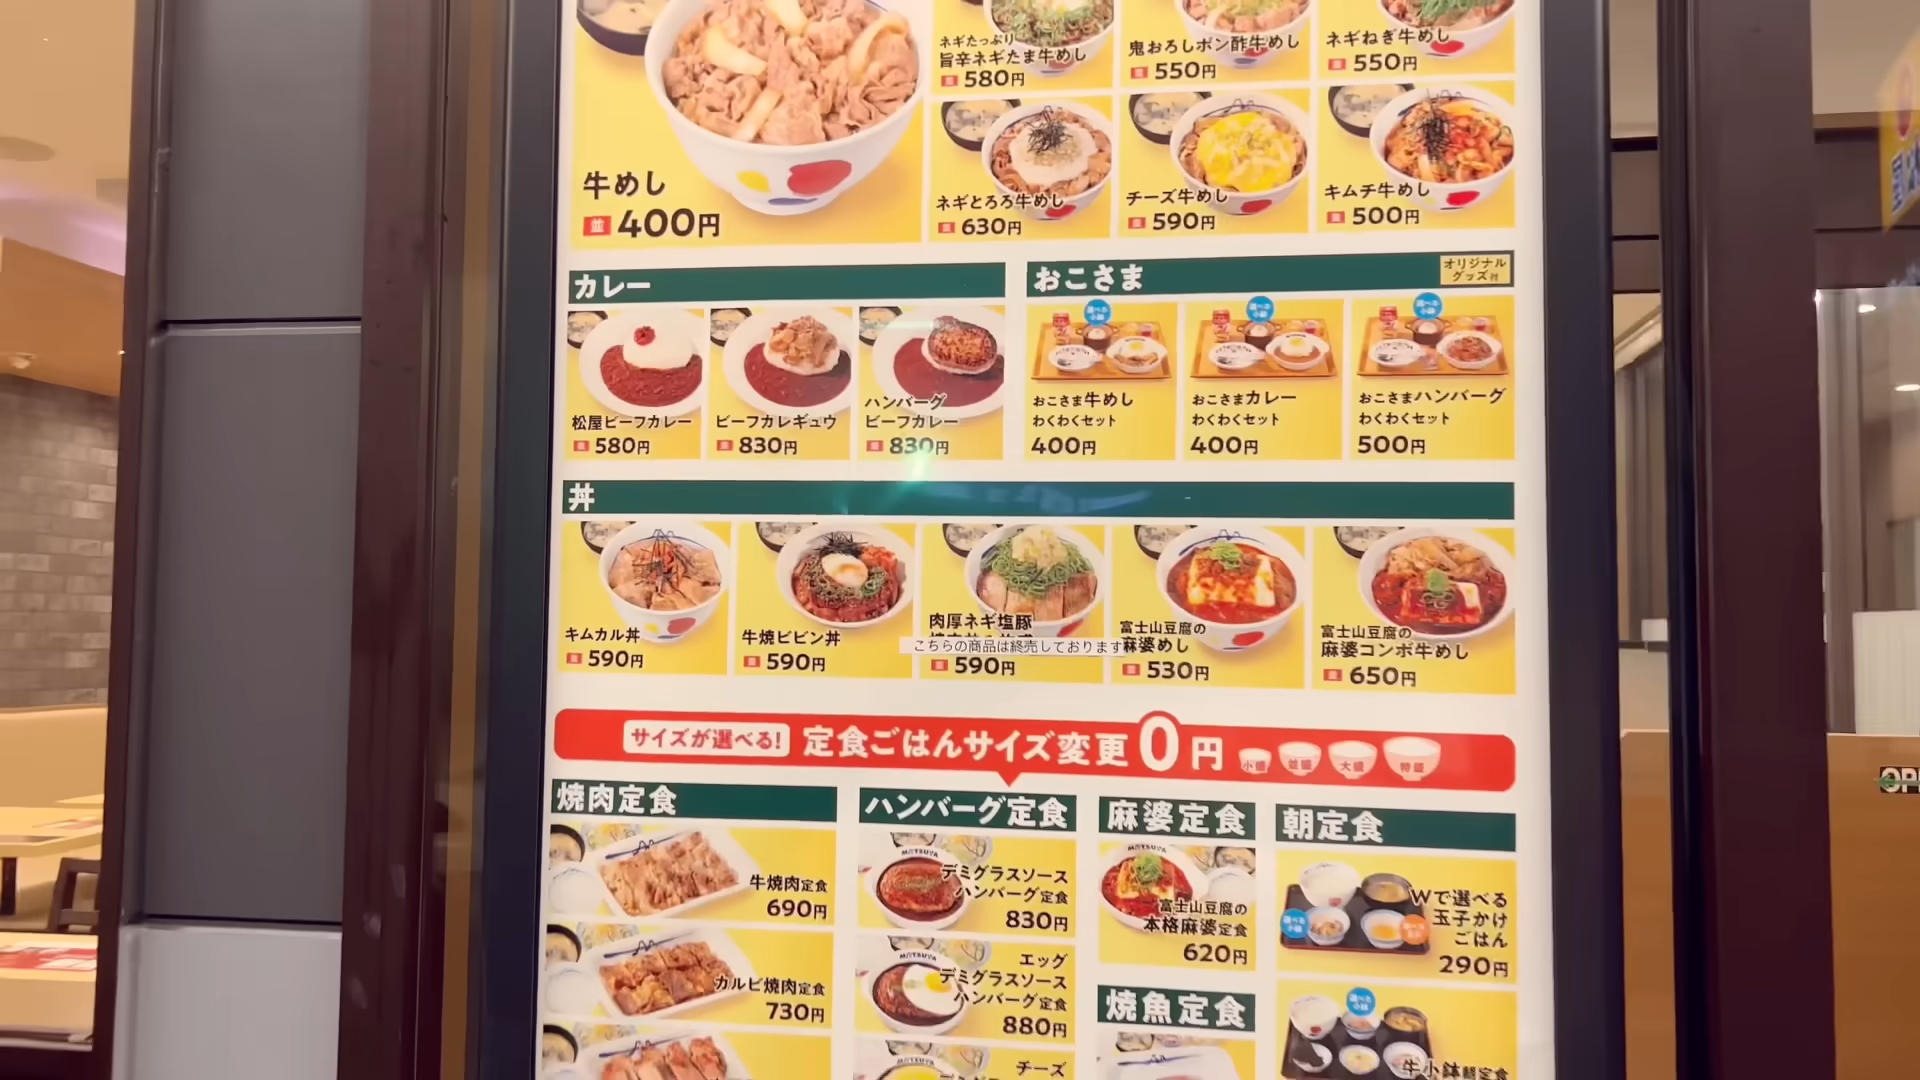 ネギたっぷり
旨辛ネギたま牛めし
580円
鬼おろしポン酢牛めし
550円
ネギねぎ牛めし
550円
牛めし
並 400円
ネギとろろ牛めし
630円
チーズ牛めし
590円
キムチ牛めし
500円
カレー
松屋ビーフカレー
580円
ビーフカレギュウ
830円
ハンバーグ
ビーフカレー
830円
おこさま
オリジナル
グッズ付
おこさま牛めし
わくわくセット
400円
おこさまカレー
わくわくセット
400円
おこさまハンバーグ
わくわくセット
500円
丼
キムカル丼
590円
牛焼ビビン丼
590円
肉厚ネギ塩豚
こちらの商品は終売しております
590円
富士山豆腐の
麻婆めし
530円
富士山豆腐の
麻婆コンボ牛めし
650円
サイズが選べる! 定食ごはんサイズ変更0円
小盛 並盛 大盛 特盛
焼肉定食
牛焼肉定食
690円
カルビ焼肉定食
730円
ハンバーグ定食
MATSUYA
デミグラスソース
ハンバーグ定食
830円
MATSUYA
エッグ
デミグラスソース
ハンバーグ定食
880円
MATSUYA
チーズ
麻婆定食
MATSUYA
富士山豆腐の
本格麻婆定食
620円
焼魚定食
朝定食
選べる
小鉢
Wで選べる
玉子かけ
ごはん
290円
選べる
小鉢
牛小鉢朝定食